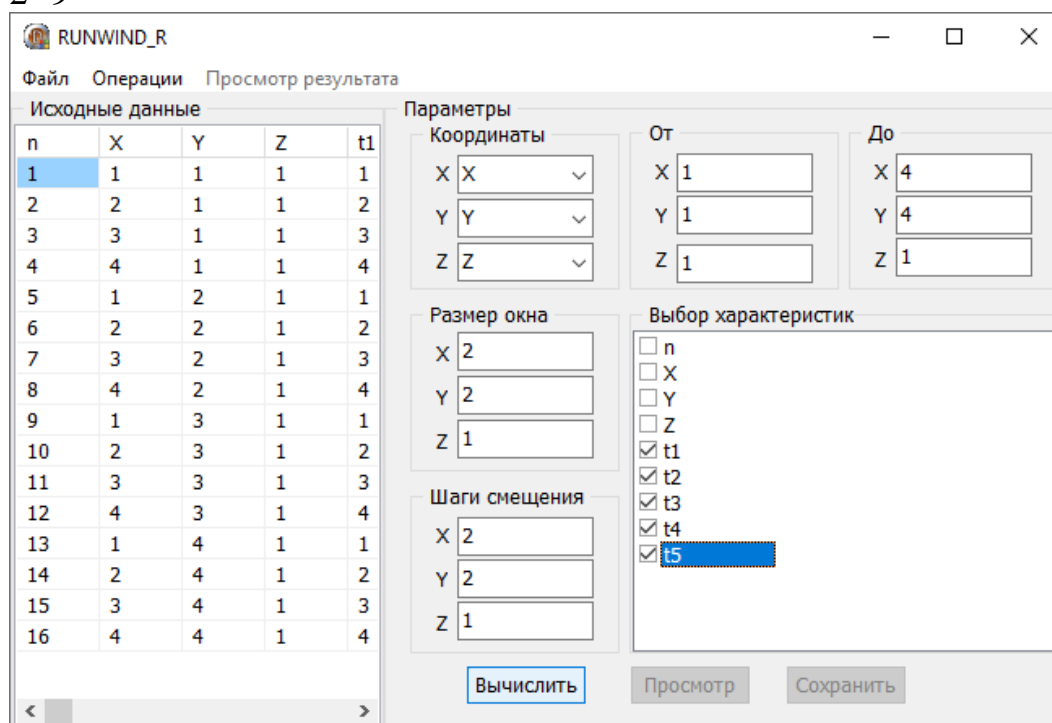 RUNWIND_R
Файл Операции Просмотр результата
Исходные данные
n X Y Z t1
1 1 1 1 1
2 2 1 1 2
3 3 1 1 3
4 4 1 1 4
5 1 2 1 1
6 2 2 1 2
7 3 2 1 3
8 4 2 1 4
9 1 3 1 1
10 2 3 1 2
11 3 3 1 3
12 4 3 1 4
13 1 4 1 1
14 2 4 1 2
15 3 4 1 3
16 4 4 1 4
Параметры
Координаты
X X
Y Y
Z Z
От
X 1
Y 1
Z 1
До
X 4
Y 4
Z 1
Размер окна
X 2
Y 2
Z 1
Шаги смещения
X 2
Y 2
Z 1
Выбор характеристик
n
X
Y
Z
t1
t2
t3
t4
t5
Вычислить Просмотр Сохранить